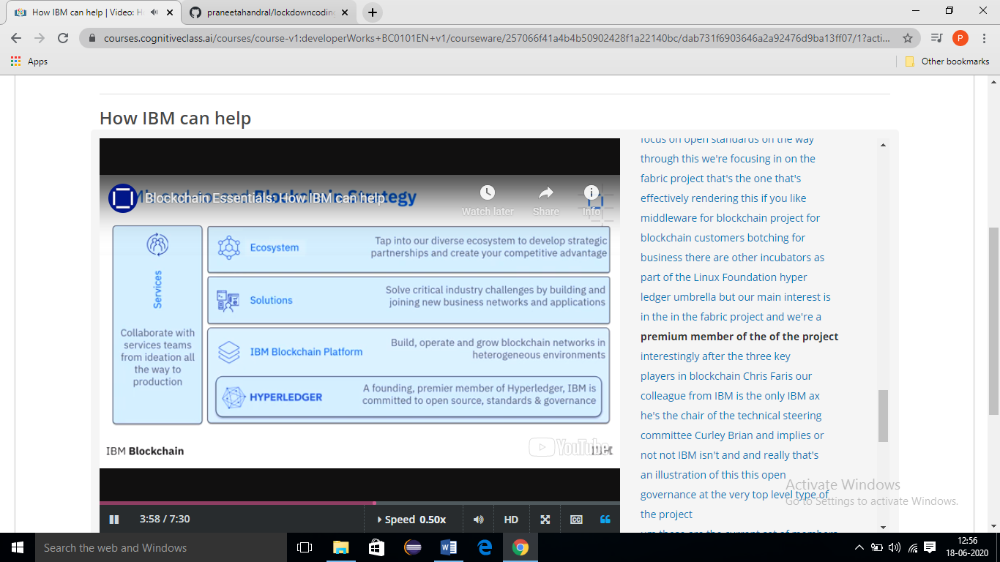 How IBM can help | Video: H
praneetahandral/lockdowncoding
courses.cognitiveclass.ai/courses/course-v1:developerWorks+BC0101EN+v1/courseware/257066f41a4b4b50902428f1a22140bc/dab731f6903646a2a92476d9ba13ff07/1?acti...
P
Apps
Other bookmarks
How IBM can help
Blockchain Essentials: How IBM can help
Blockchain Strategy
Watch later
Share
Info
Services
Collaborate with
services teams
from ideation all
the way to
production
Ecosystem
Tap into our diverse ecosystem to develop strategic
partnerships and create your competitive advantage
Solutions
Solve critical industry challenges by building and
joining new business networks and applications
IBM Blockchain Platform
Build, operate and grow blockchain networks in
heterogeneous environments
HYPERLEDGER
A founding, premier member of Hyperledger, IBM is
committed to open source, standards & governance
IBM Blockchain
YouTube
3:58 / 7:30
Speed 0.50x
HD
CC
focus on open standards on the way
through this we're focusing in on the
fabric project that's the one that's
effectively rendering this if you like
middleware for blockchain project for
blockchain customers botching for
business there are other incubators as
part of the Linux Foundation hyper
ledger umbrella but our main interest is
in the in the fabric project and we're a
premium member of the of the project
interestingly after the three key
players in blockchain Chris Faris our
colleague from IBM is the only IBM ax
he's the chair of the technical steering
committee Curley Brian and implies or
not not IBM isn't and and really that's
an illustration of this this open
governance at the very top level type of
the project
um these are the current set of members
Activate Windows
Go to Settings to activate Windows.
Search the web and Windows
12:56
18-06-2020